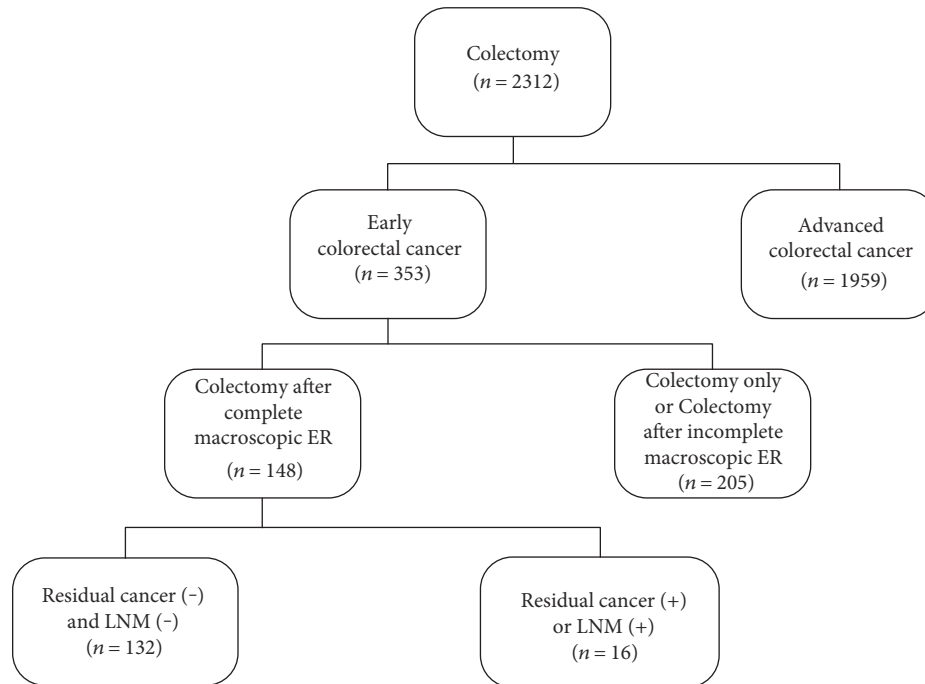 Colectomy
(n = 2312)
Early
colorectal cancer
(n = 353)
Advanced
colorectal cancer
(n = 1959)
Colectomy after
complete
macroscopic ER
(n = 148)
Colectomy only
or Colectomy
after incomplete
macroscopic ER
(n = 205)
Residual cancer (−)
and LNM (−)
(n = 132)
Residual cancer (+)
or LNM (+)
(n = 16)